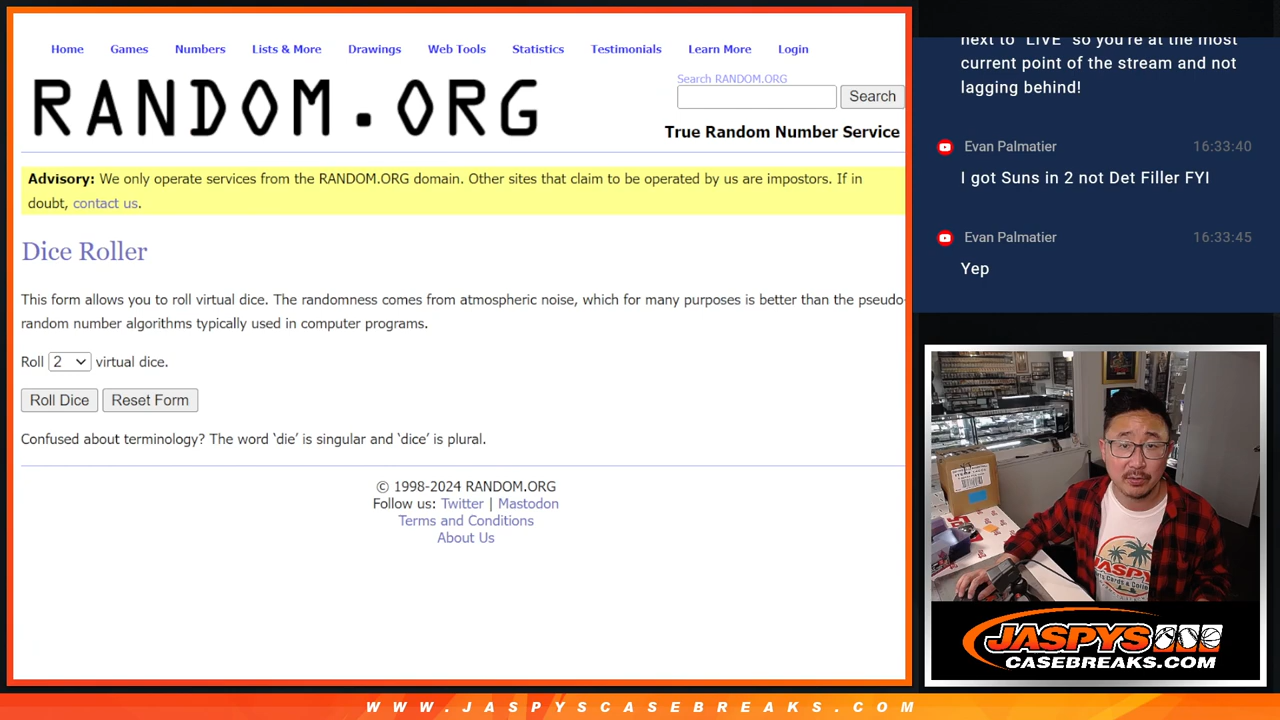 Home Games Numbers Lists & More Drawings Web Tools Statistics Testimonials Learn More Login
RANDOM.ORG
Search RANDOM.ORG
Search
True Random Number Service
Advisory: We only operate services from the RANDOM.ORG domain. Other sites that claim to be operated by us are impostors. If in
doubt, contact us.
Dice Roller
This form allows you to roll virtual dice. The randomness comes from atmospheric noise, which for many purposes is better than the pseudo-
random number algorithms typically used in computer programs.
Roll 2 virtual dice.
Roll Dice Reset Form
Confused about terminology? The word ‘die’ is singular and ‘dice’ is plural.
© 1998-2024 RANDOM.ORG
Follow us: Twitter | Mastodon
Terms and Conditions
About Us
next to "LIVE" so you're at the most
current point of the stream and not
lagging behind!
Evan Palmatier 16:33:40
I got Suns in 2 not Det Filler FYI
Evan Palmatier 16:33:45
Yep
JASPYS
CASEBREAKS.COM
WWW.JASPYSCASEBREAKS.COM